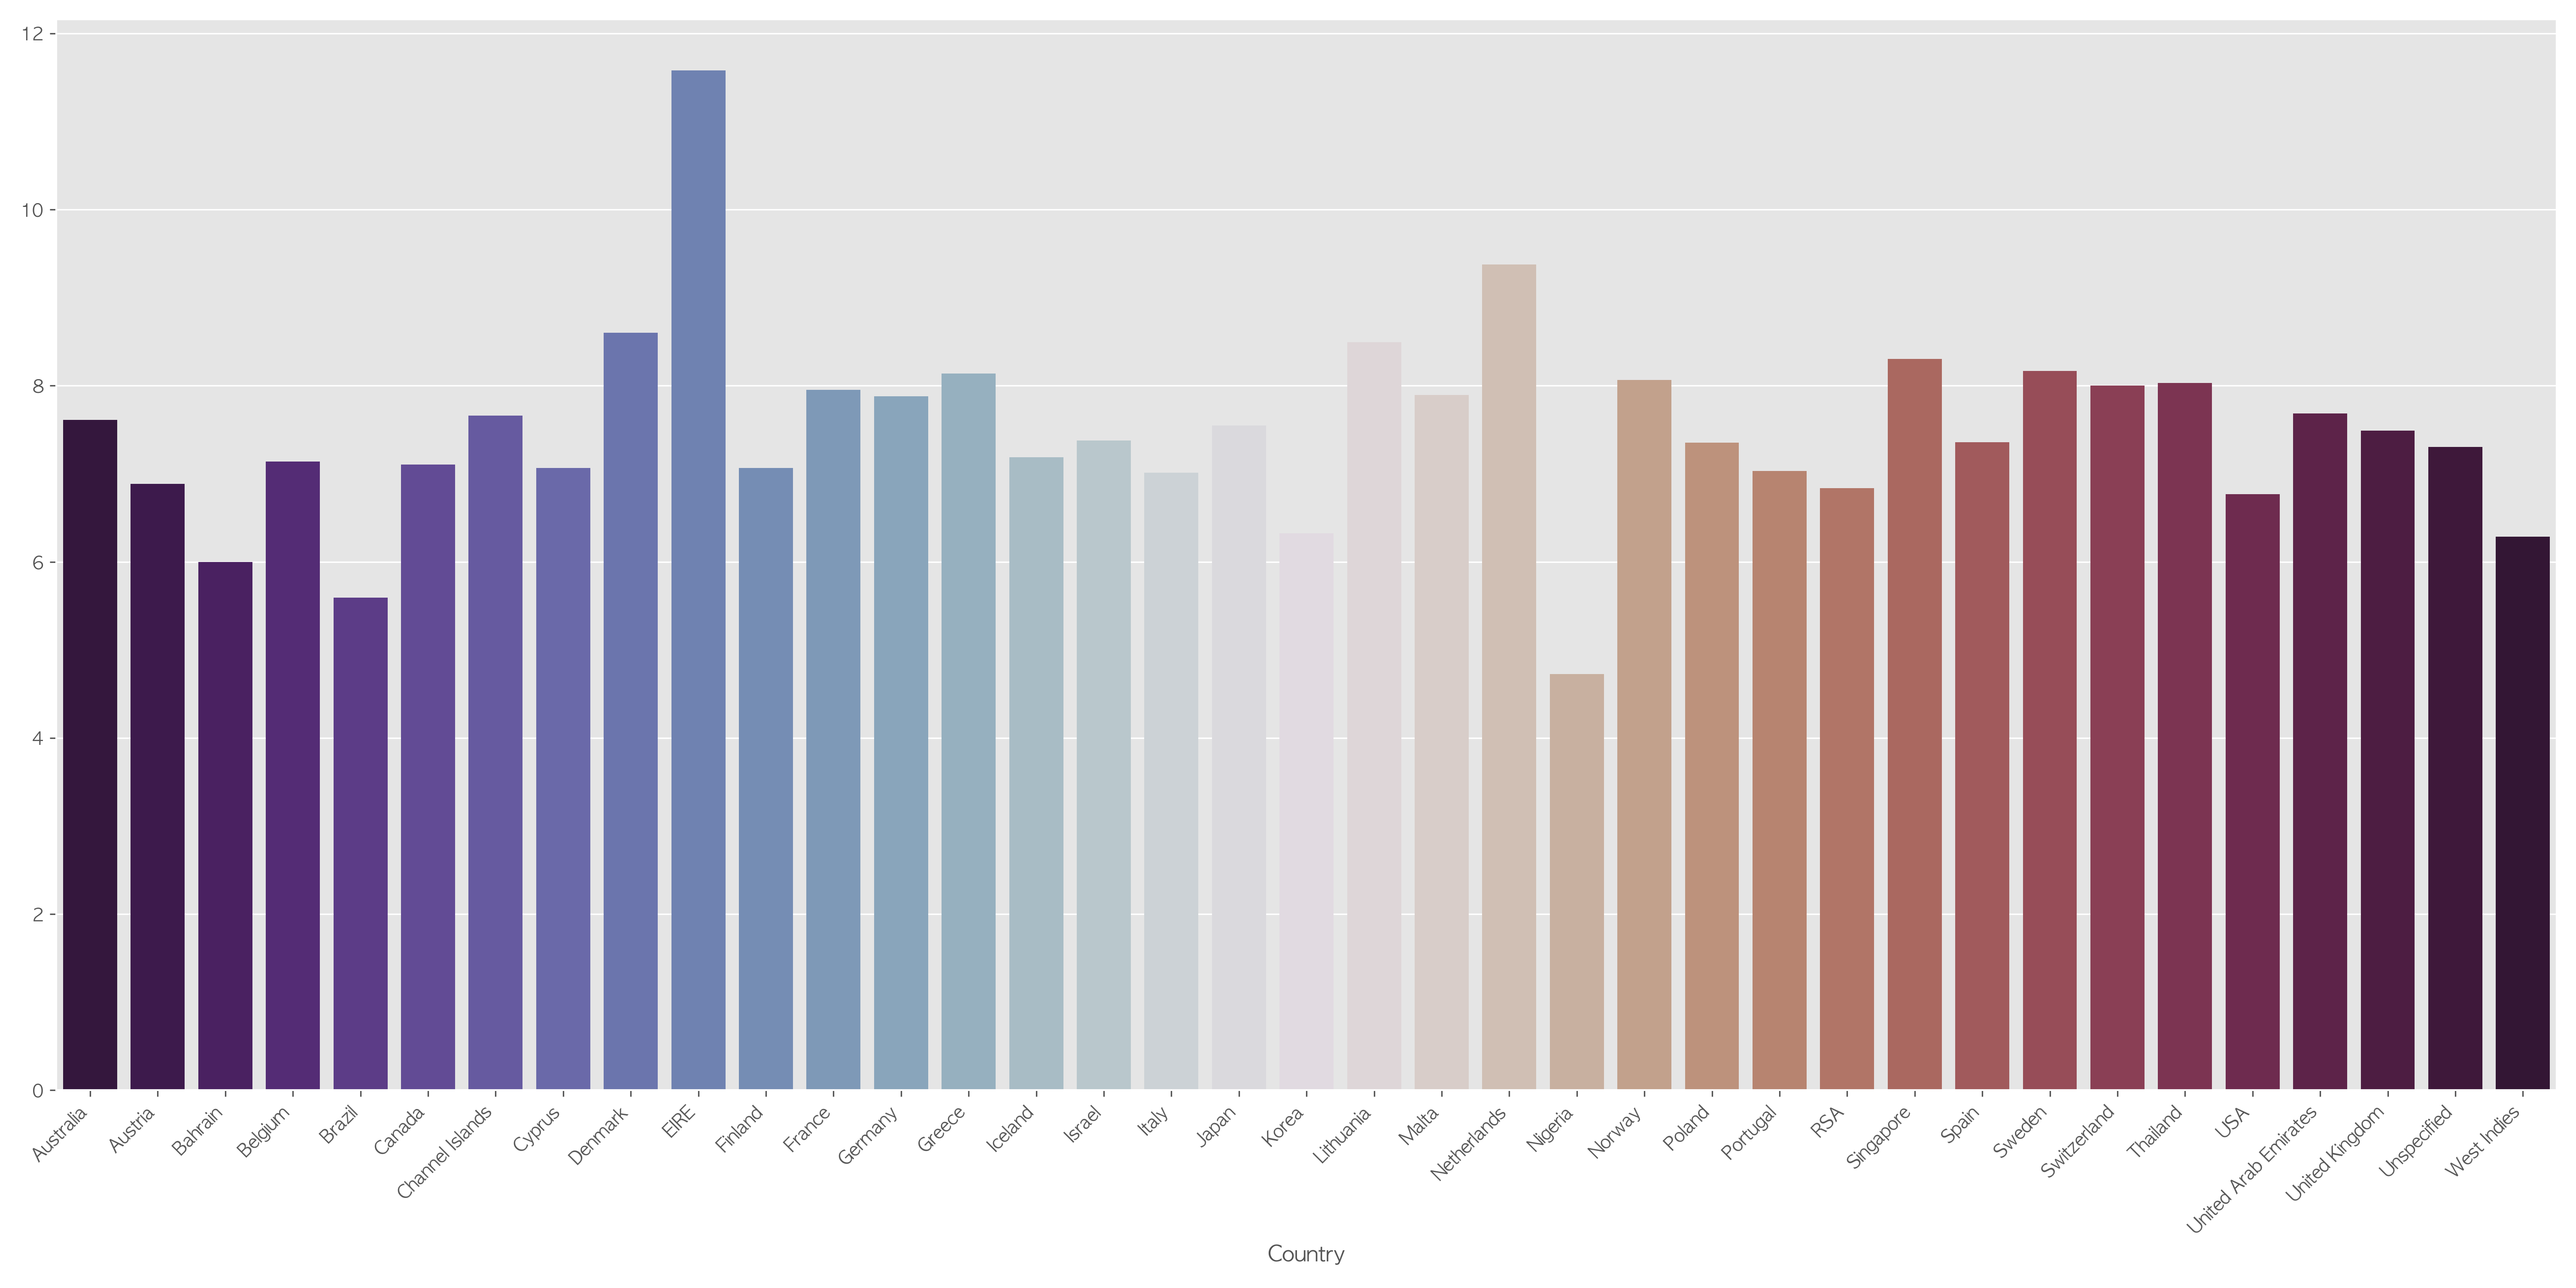 12
10
8
6
4
2
0
Australia
Austria
Bahrain
Belgium
Brazil
Canada
Channel Islands
Cyprus
Denmark
EIRE
Finland
France
Germany
Greece
Iceland
Israel
Italy
Japan
Korea
Lithuania
Malta
Netherlands
Nigeria
Norway
Poland
Portugal
RSA
Singapore
Spain
Sweden
Switzerland
Thailand
USA
United Arab Emirates
United Kingdom
Unspecified
West Indies
Country